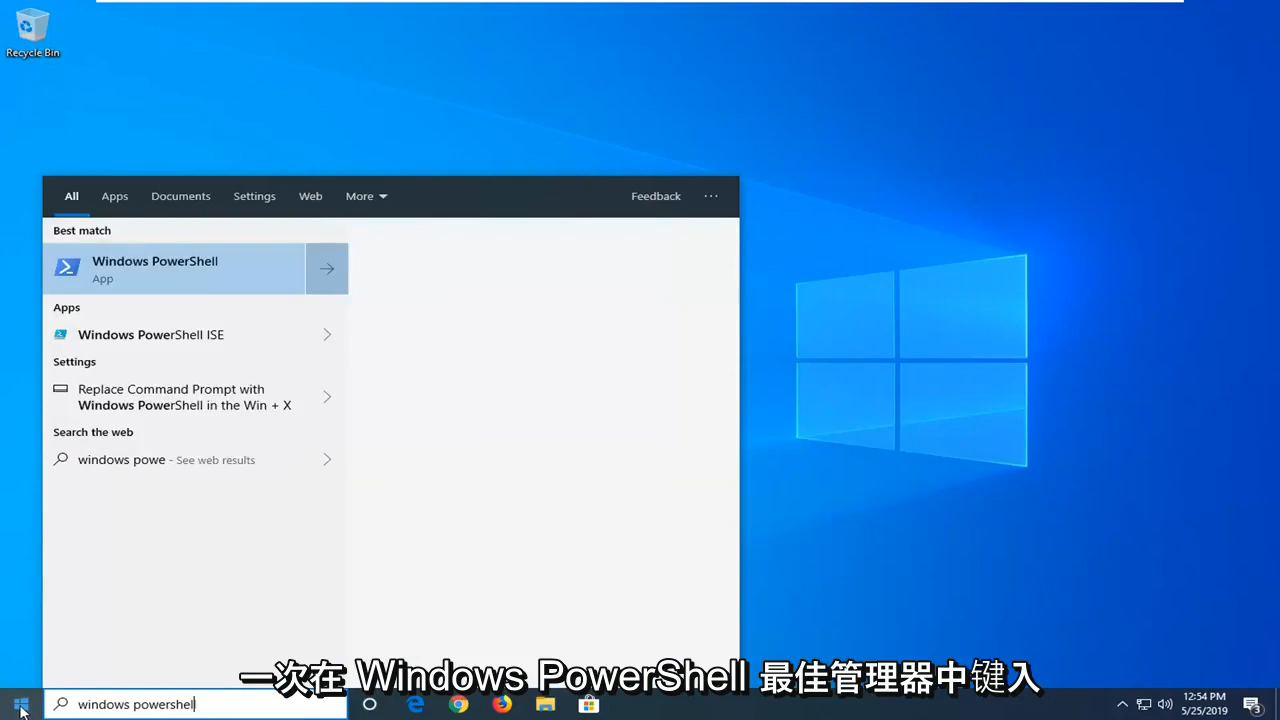 Recycle Bin
All Apps Documents Settings Web More Feedback ···
Best match
Windows PowerShell
App
Apps
Windows PowerShell ISE
Settings
Replace Command Prompt with
Windows PowerShell in the Win + X
Search the web
windows powe - See web results
一次在 Windows PowerShell 最佳管理器中键入
windows powershel
12:54 PM
5/25/2019
3